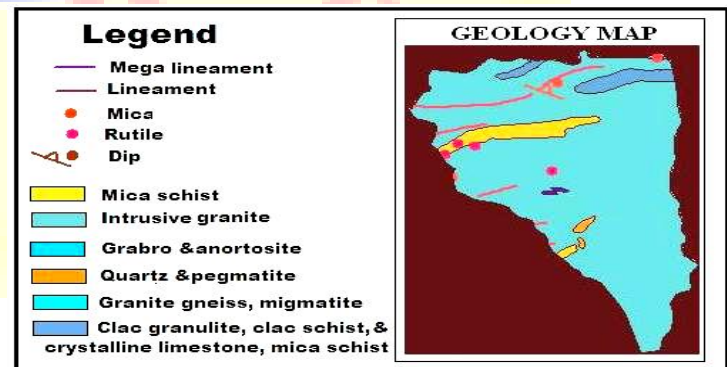 Legend
Mega lineament
Lineament
Mica
Rutile
Dip
Mica schist
Intrusive granite
Grabro &anortosite
Quartz &pegmatite
Granite gneiss, migmatite
Clac granulite, clac schist,&
crystalline limestone, mica schist
GEOLOGY MAP